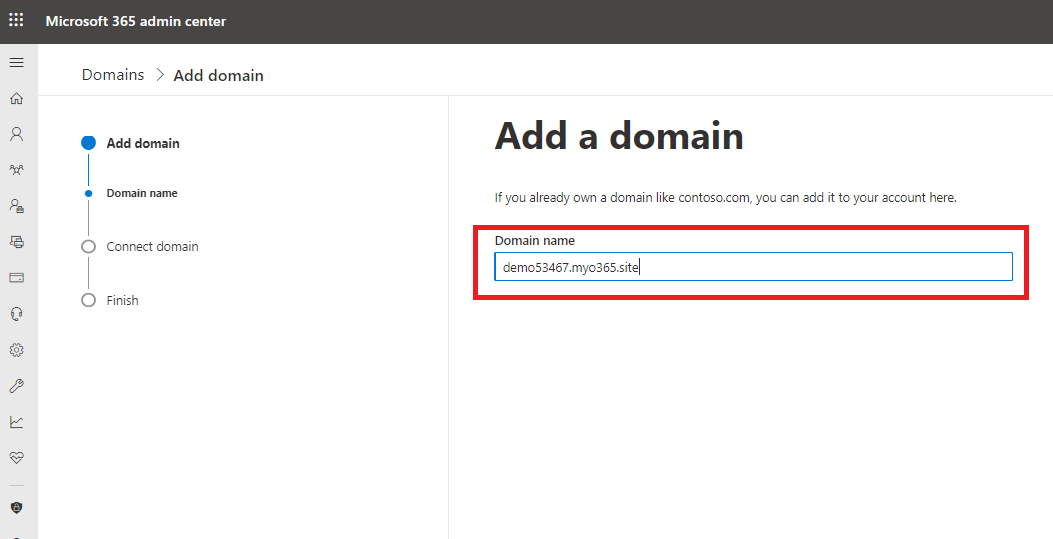 Microsoft 365 admin center
Domains > Add domain
Add domain
Domain name
Connect domain
Finish
Add a domain
If you already own a domain like contoso.com, you can add it to your account here.
Domain name
demo53467.myo365.site